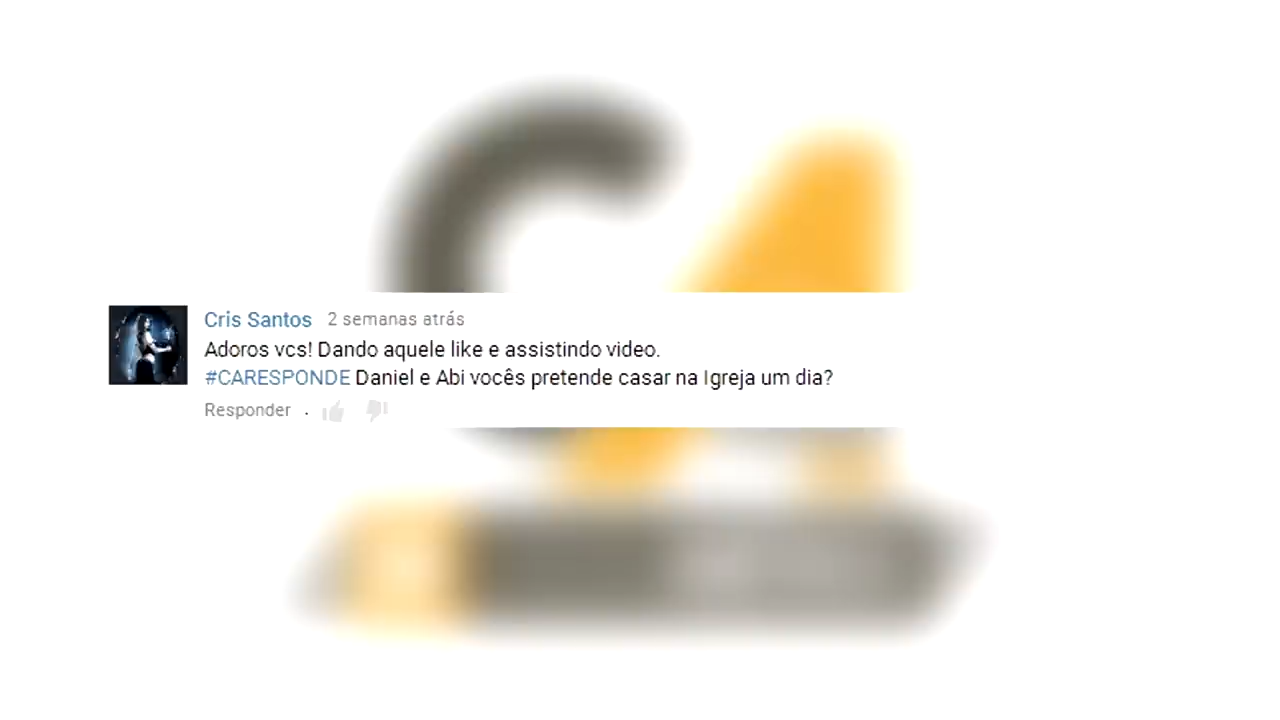 Cris Santos 2 semanas atrás
Adoros vcs! Dando aquele like e assistindo video.
#CARESPONDE Daniel e Abi vocês pretende casar na Igreja um dia?
Responder .